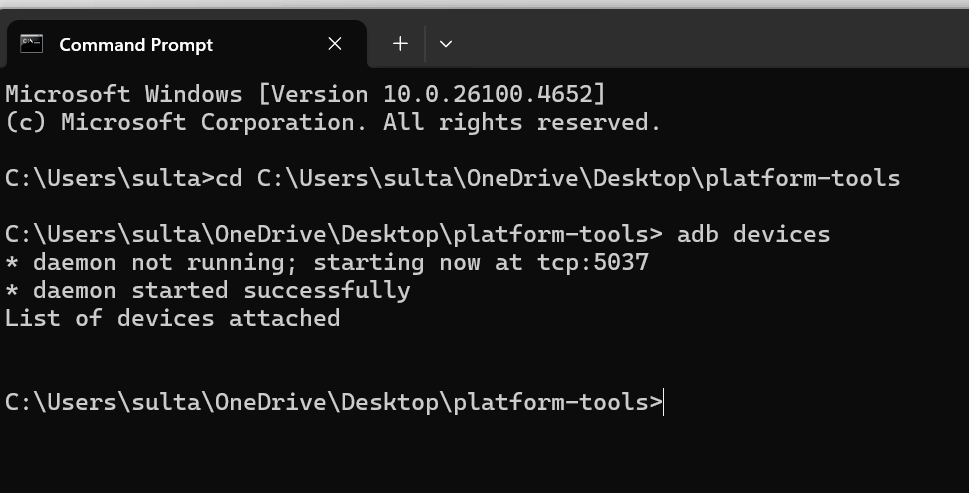 Command Prompt
Microsoft Windows [Version 10.0.26100.4652]
(c) Microsoft Corporation. All rights reserved.
C:\Users\sulta>cd C:\Users\sulta\OneDrive\Desktop\platform-tools
C:\Users\sulta\OneDrive\Desktop\platform-tools> adb devices
* daemon not running; starting now at tcp:5037
* daemon started successfully
List of devices attached
C:\Users\sulta\OneDrive\Desktop\platform-tools>